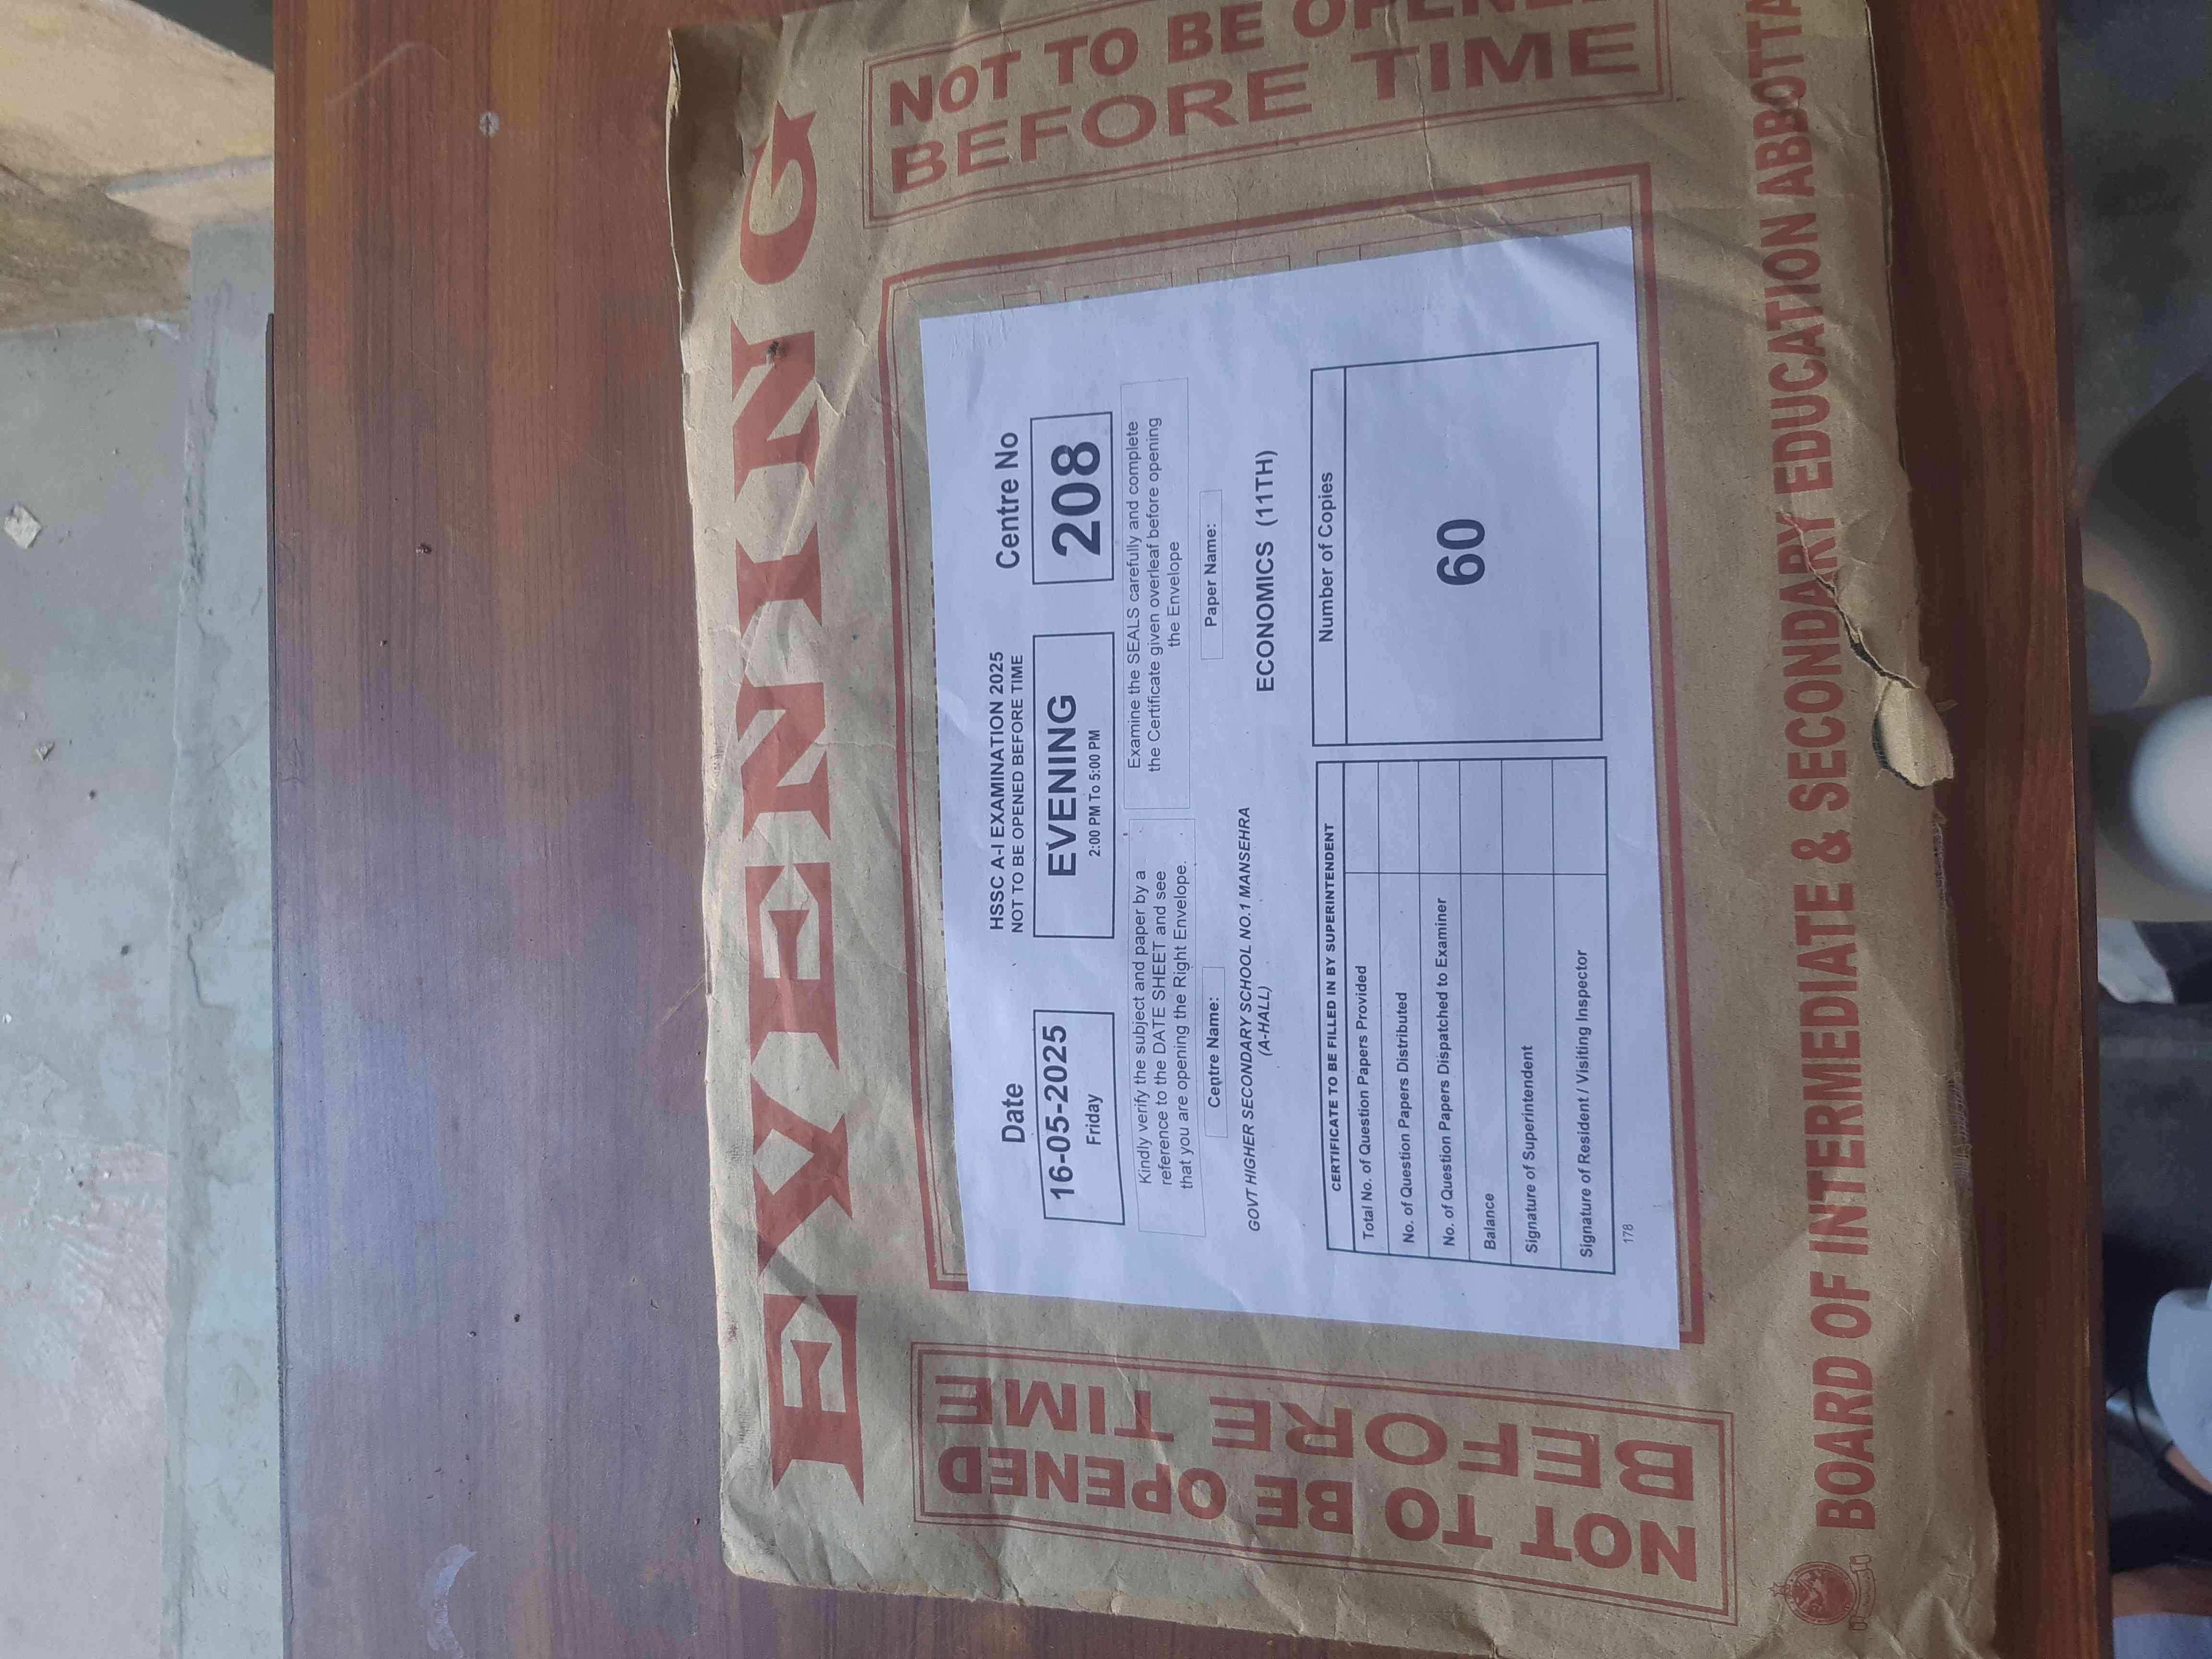 EVENING
NOT TO BE OPENED
BEFORE TIME
NOT TO BE
BEFORE TIME
HSSC A-I EXAMINATION 2025
NOT TO BE OPENED BEFORE TIME
Date
16-05-2025
Friday
EVENING
2:00 PM To 5:00 PM
Centre No
208
Kindly verify the subject and paper by a
reference to the DATE SHEET and see
that you are opening the Right Envelope.
Examine the SEALS carefully and complete
the Certificate given overleaf before opening
the Envelope
Centre Name:
GOVT HIGHER SECONDARY SCHOOL NO.1 MANSEHRA
(A-HALL)
Paper Name:
ECONOMICS (11TH)
CERTIFICATE TO BE FILLED IN BY SUPERINTENDENT
Total No. of Question Papers Provided
No. of Question Papers Distributed
No. of Question Papers Dispatched to Examiner
Balance
Signature of Superintendent
Signature of Resident / Visiting Inspector
Number of Copies
60
178
BOARD OF INTERMEDIATE & SECONDARY EDUCATION